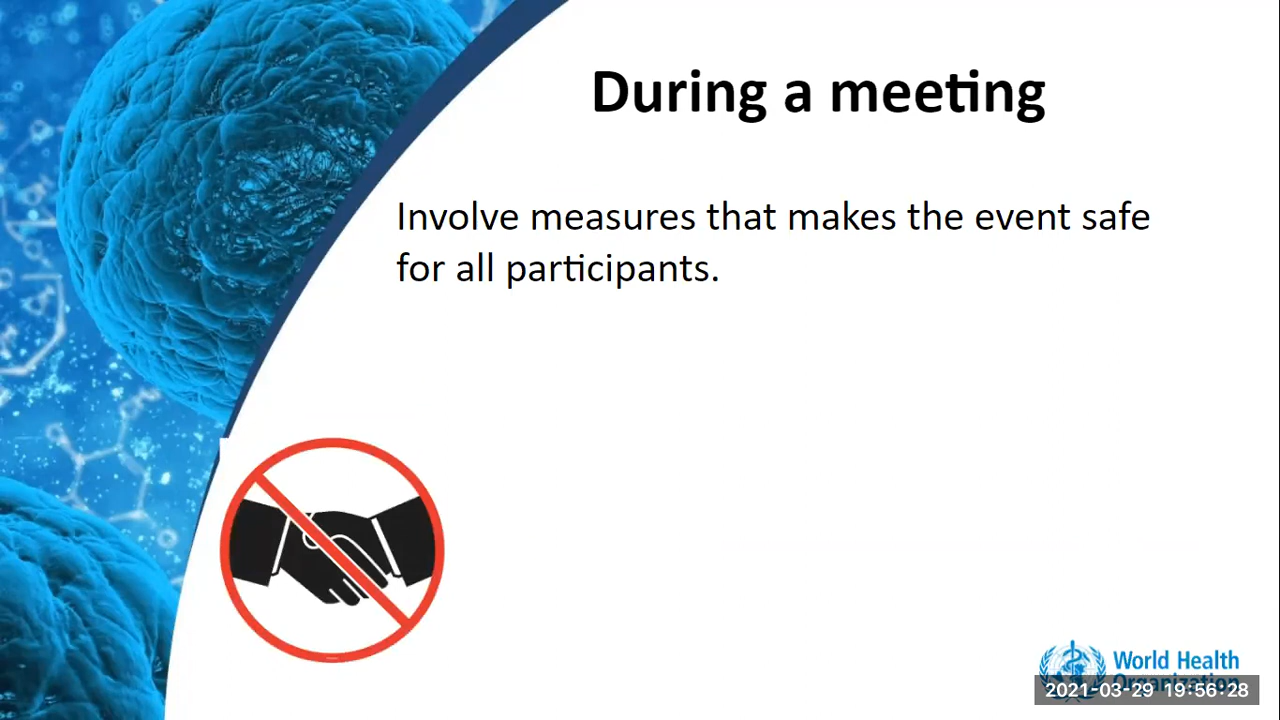 During a meeting
Involve measures that makes the event safe
for all participants.
World Health
Organization
2021-03-29 19:56:28